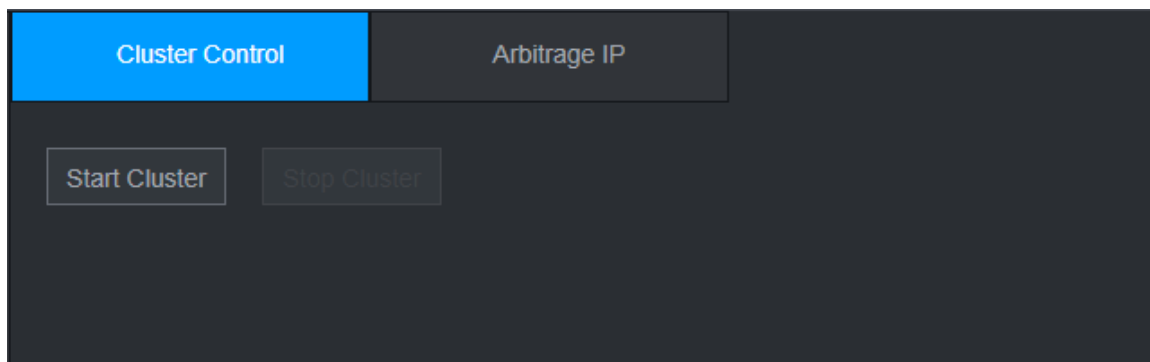 Cluster Control
Arbitrage IP
Start Cluster
Stop Cluster